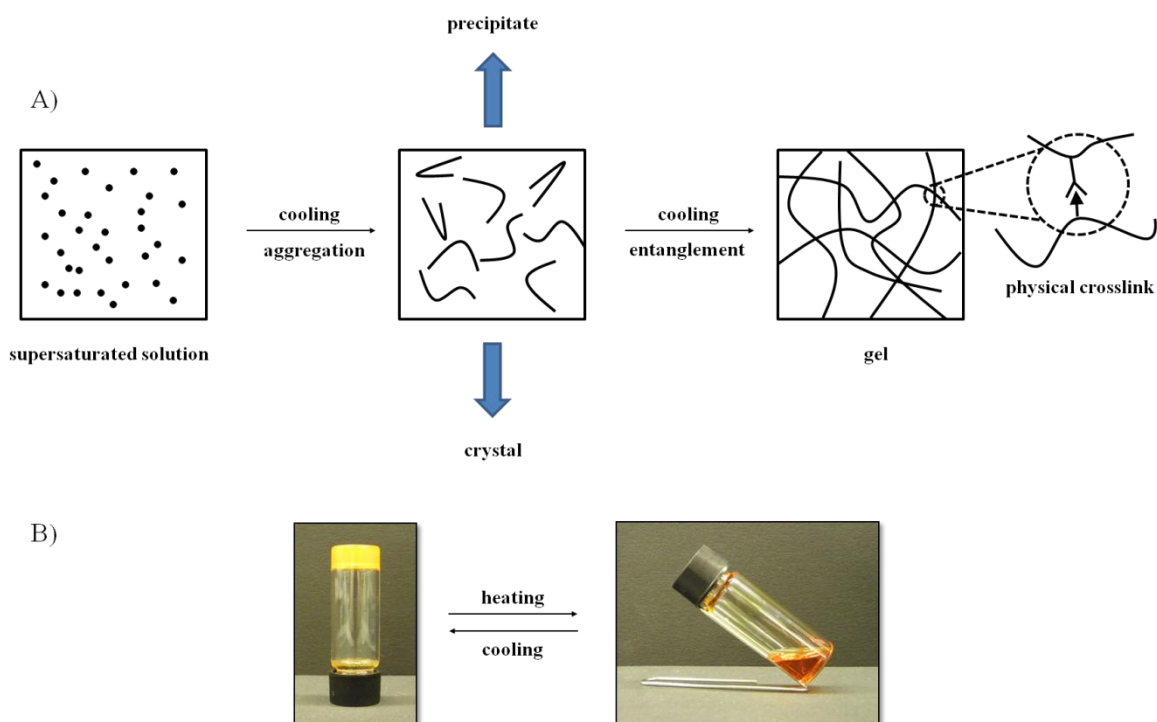 precipitate
A)
cooling
aggregation
cooling
entanglement
physical crosslink
supersaturated solution
gel
crystal
B)
heating
cooling